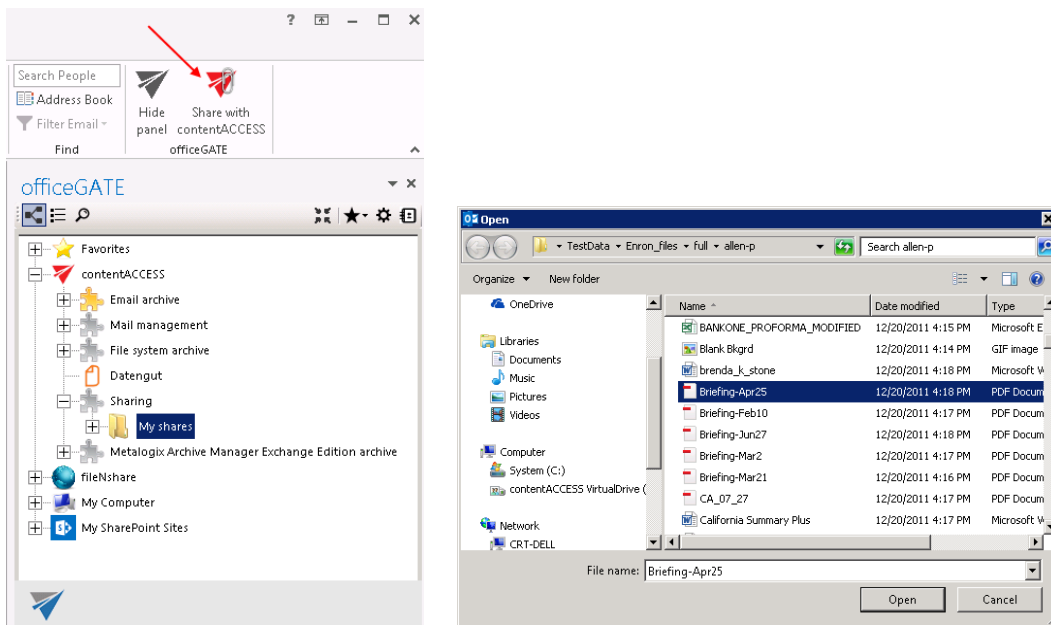 ?
Search People
Address Book
Filter Email
Find
Hide panel
Share with contentACCESS
officeGATE
officeGATE
Favorites
contentACCESS
Email archive
Mail management
File system archive
Datengut
Sharing
My shares
Metalogix Archive Manager Exchange Edition archive
fileNshare
My Computer
My SharePoint Sites
Open
TestData Enron_files full allen-p
Search allen-p
Organize New folder
OneDrive
Libraries
Documents
Music
Pictures
Videos
Computer
System (C:)
contentACCESS VirtualDrive (
Network
CRT-DELL
Name Date modified Type
BANKONE_PROFORMA_MODIFIED 12/20/2011 4:15 PM Microsoft E
Blank Bkgrd 12/20/2011 4:14 PM GIF image
brenda_k_stone 12/20/2011 4:18 PM Microsoft W
Briefing-Apr25 12/20/2011 4:18 PM PDF Docum
Briefing-Feb10 12/20/2011 4:17 PM PDF Docum
Briefing-Jun27 12/20/2011 4:18 PM PDF Docum
Briefing-Mar2 12/20/2011 4:17 PM PDF Docum
Briefing-Mar21 12/20/2011 4:16 PM PDF Docum
CA_07_27 12/20/2011 4:17 PM PDF Docum
California Summary Plus 12/20/2011 4:17 PM Microsoft W
File name: Briefing-Apr25
Open Cancel